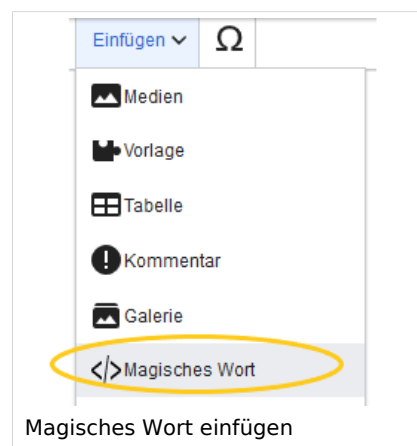 Einfügen Ω
Medien
Vorlage
Tabelle
Kommentar
Galerie
</>Magisches Wort
Magisches Wort einfügen